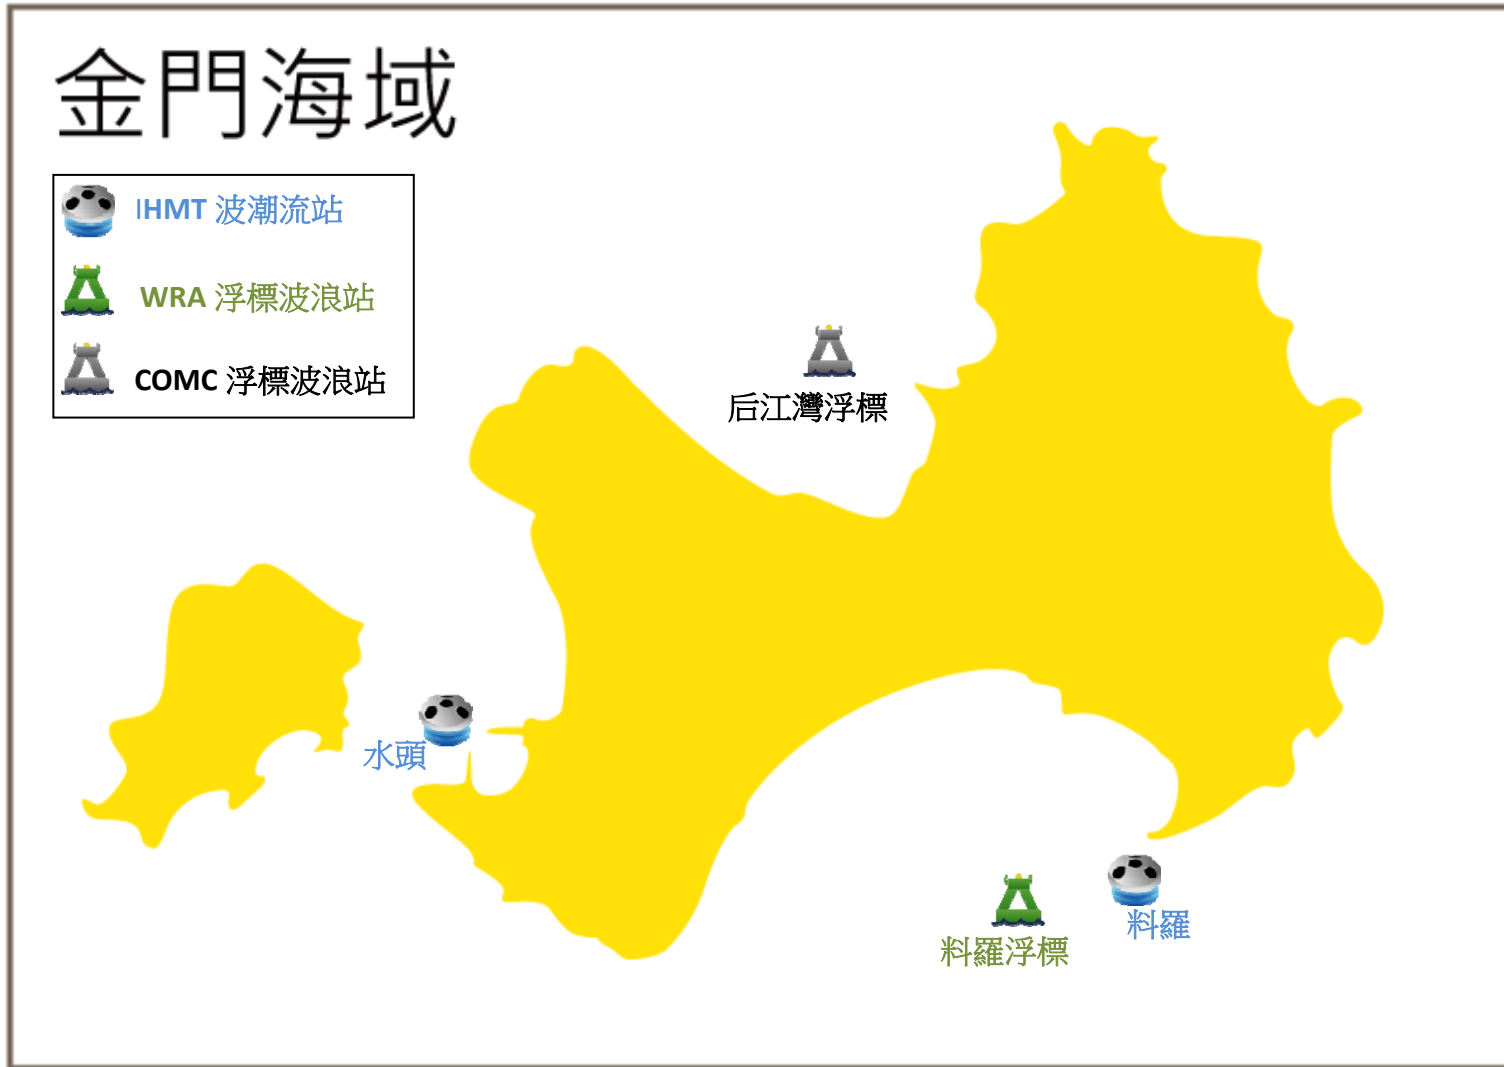 金門海域
IHMT 波潮流站
WRA 浮標波浪站
COMC 浮標波浪站
后江灣浮標
水頭
料羅
料羅浮標